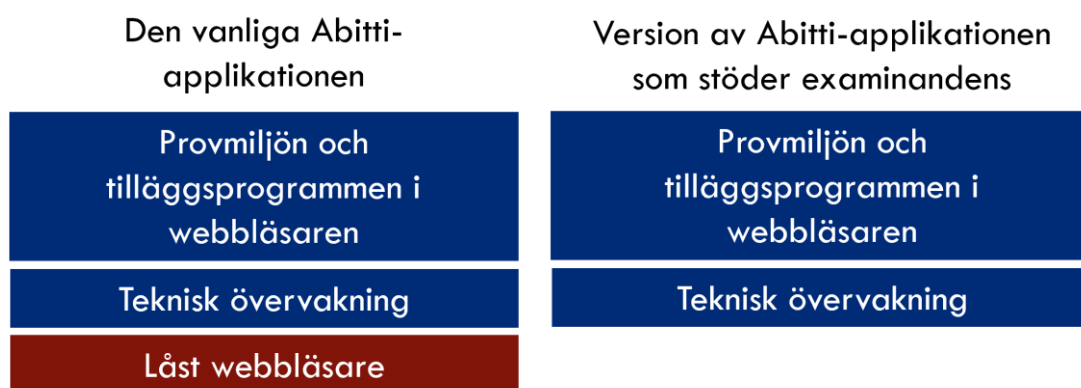 Den vanliga Abitti-
applikationen
Provmiljön och
tilläggsprogrammen i
webbläsaren
Teknisk övervakning
Låst webbläsare
Version av Abitti-applikationen
som stöder examinandens
Provmiljön och
tilläggsprogrammen i
webbläsaren
Teknisk övervakning